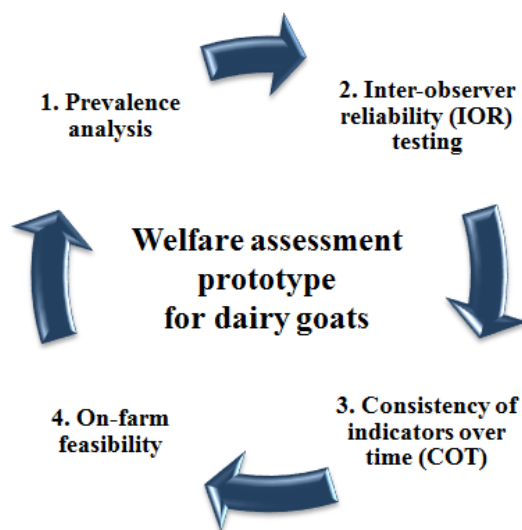 1. Prevalence
analysis
2. Inter-observer
reliability (IOR)
testing
Welfare assessment
prototype
for dairy goats
3. Consistency of
indicators over
time (COT)
4. On-farm
feasibility